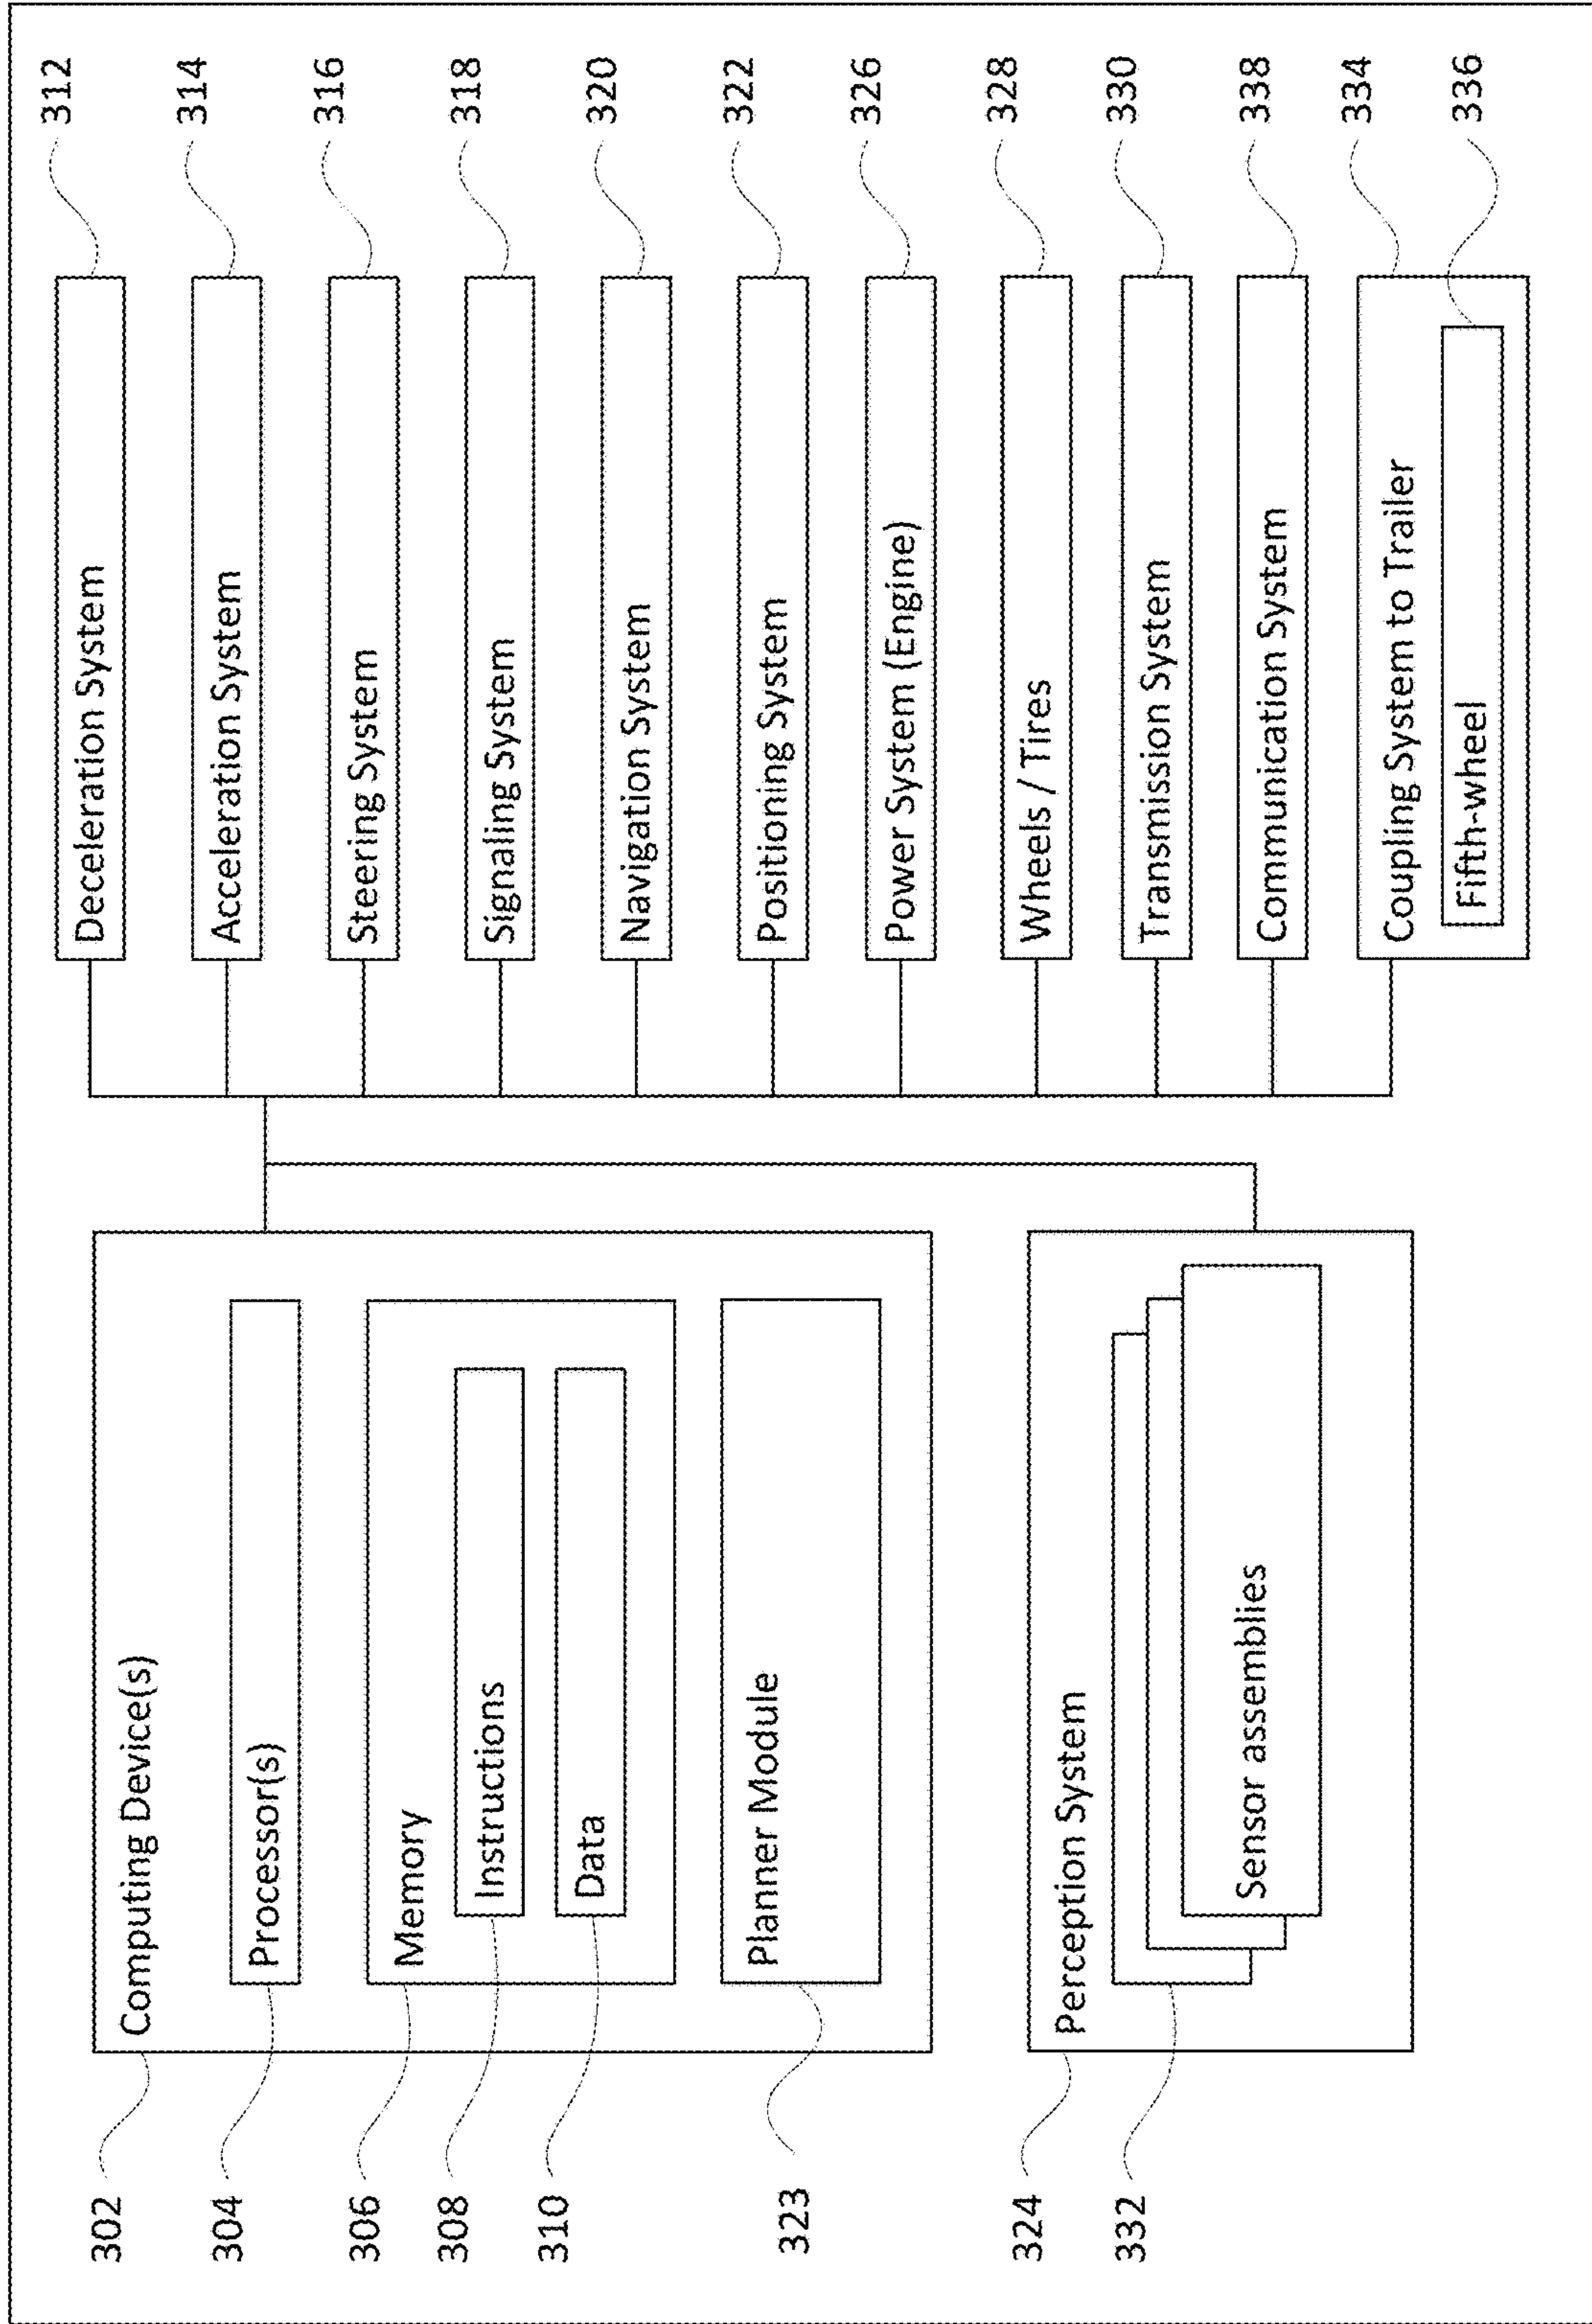 302
Computing Device(s)
304
Processor(s)
306
Memory
308
Instructions
310
Data
323
Planner Module
324
Perception System
332
Sensor assemblies
Deceleration System
312
Acceleration System
314
Steering System
316
Signaling System
318
Navigation System
320
Positioning System
322
Power System (Engine)
326
Wheels / Tires
328
Transmission System
330
Communication System
338
Coupling System to Trailer
334
Fifth-wheel
336